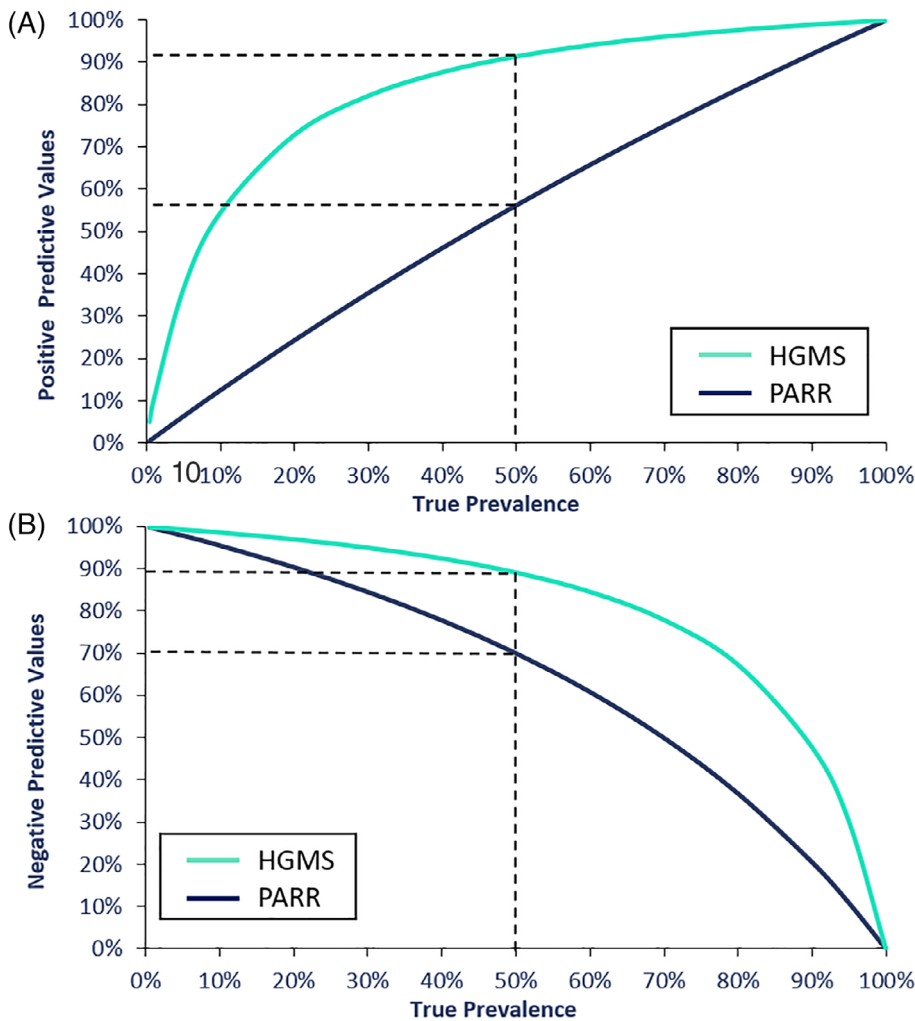 (A)
Positive Predictive Values
100%
90%
80%
70%
60%
50%
40%
30%
20%
10%
0%
HGMS
PARR
0% 10 10% 20% 30% 40% 50% 60% 70% 80% 90% 100%
True Prevalence
(B)
Negative Predictive Values
100%
90%
80%
70%
60%
50%
40%
30%
20%
10%
0%
HGMS
PARR
0% 10% 20% 30% 40% 50% 60% 70% 80% 90% 100%
True Prevalence